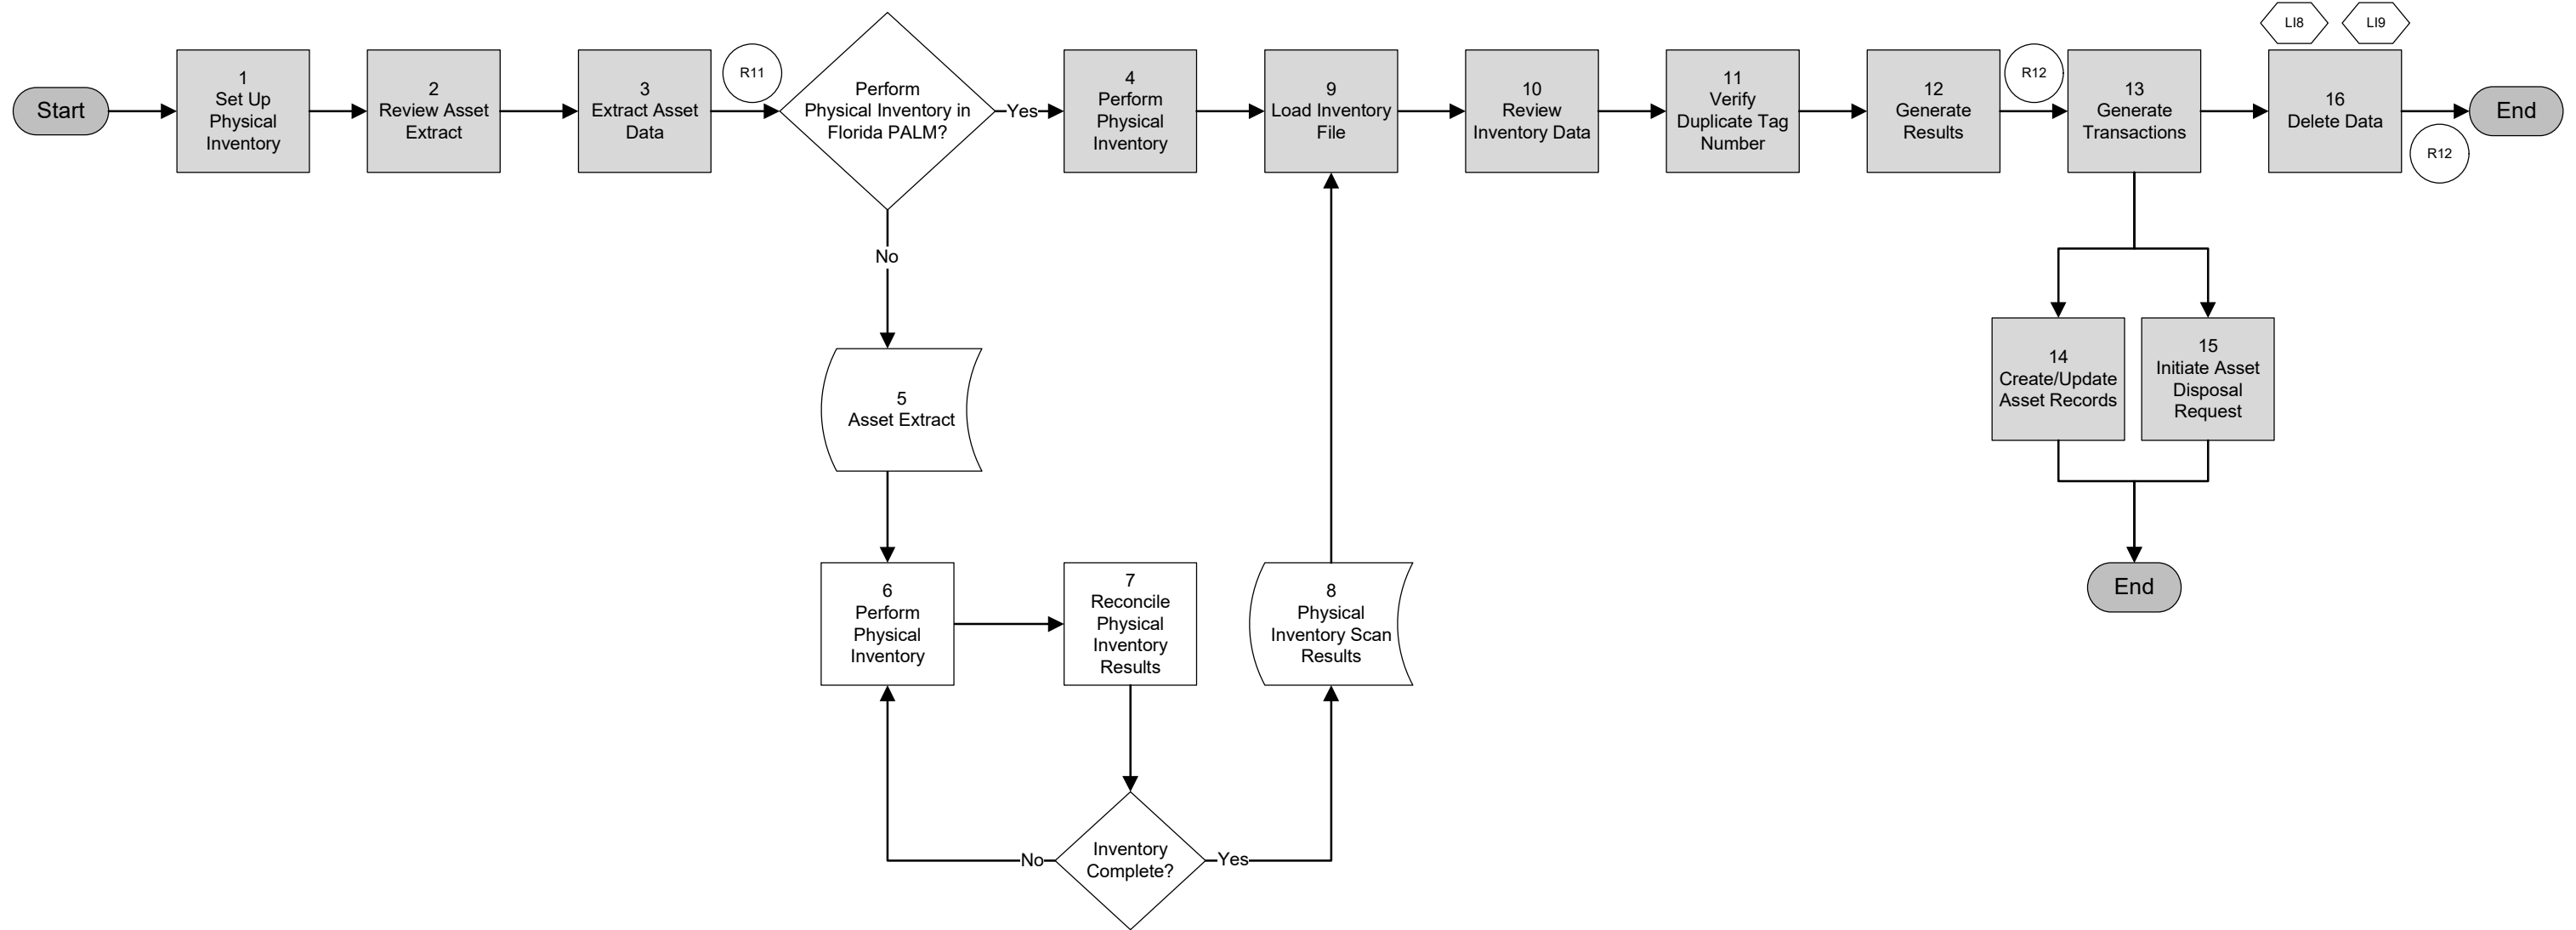 Start
1
Set Up
Physical
Inventory
2
Review Asset
Extract
3
Extract Asset
Data
R11
Perform
Physical Inventory in
Florida PALM?
Yes
4
Perform
Physical
Inventory
9
Load Inventory
File
10
Review
Inventory Data
11
Verify
Duplicate Tag
Number
12
Generate
Results
R12
13
Generate
Transactions
LI8
LI9
16
Delete Data
R12
End
No
5
Asset Extract
6
Perform
Physical
Inventory
7
Reconcile
Physical
Inventory
Results
8
Physical
Inventory Scan
Results
Inventory
Complete?
No
Yes
14
Create/Update
Asset Records
15
Initiate Asset
Disposal
Request
End